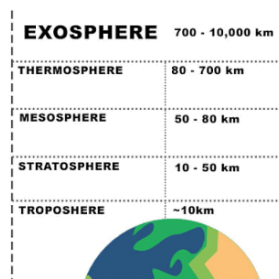 EXOSPHERE 700 - 10,000 km
THERMOSPHERE 80 - 700 km
MESOSPHERE 50 - 80 km
STRATOSPHERE 10 - 50 km
TROPOSHERE ~10km